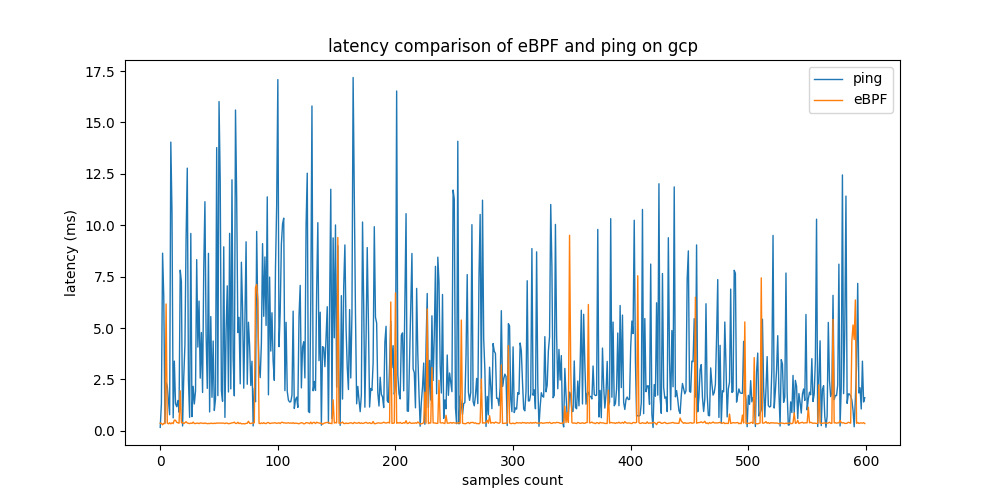 latency comparison of eBPF and ping on gcp
17.5
15.0
12.5
10.0
7.5
5.0
2.5
0.0
latency (ms)
ping
eBPF
0 100 200 300 400 500 600
samples count